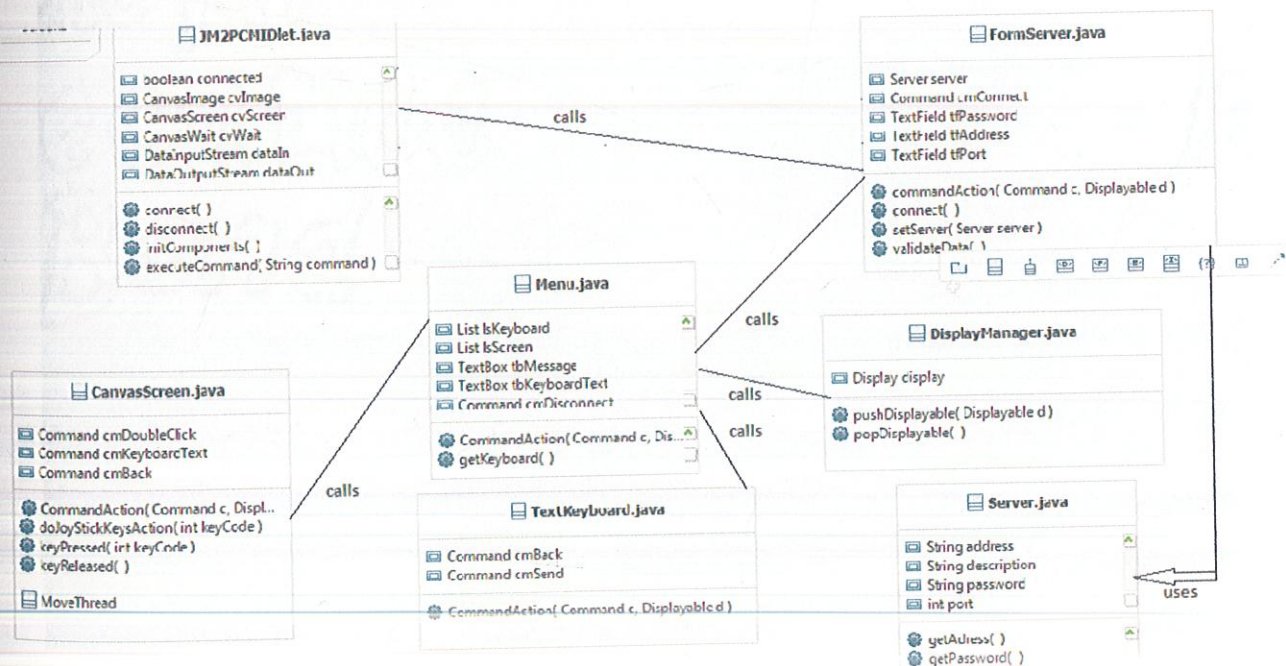 JM2PCMIDlet.java
boolean connected
CanvasImage cvImage
CanvasScreen cvScreen
CanvasWait cvWait
DataInputStream dataIn
DataOutputStream dataOut
connect( )
disconnect( )
initComponents( )
executeCommand( String command )
calls
FormServer.java
Server server
Command cmConnect
TextField tfPassword
TextField tfAddress
TextField tfPort
commandAction( Command c, Displayable d )
connect( )
setServer( Server server )
validateData( )
Menu.java
List lsKeyboard
List lsScreen
TextBox tbMessage
TextBox tbKeyboardText
Command cmDisconnect
CommandAction( Command c, Dis...
getKeyboard( )
calls
calls
calls
DisplayManager.java
Display display
pushDisplayable( Displayable d )
popDisplayable( )
CanvasScreen.java
Command cmDoubleClick
Command cmKeyboardText
Command cmBack
CommandAction( Command c, Displ...
doJoyStickKeysAction( int keyCode )
keyPressed( int keyCode )
keyReleased( )
MoveThread
calls
TextKeyboard.java
Command cmBack
Command cmSend
CommandAction( Command c, Displayable d )
Server.java
String address
String description
String password
int port
getAdress( )
getPassword( )
uses